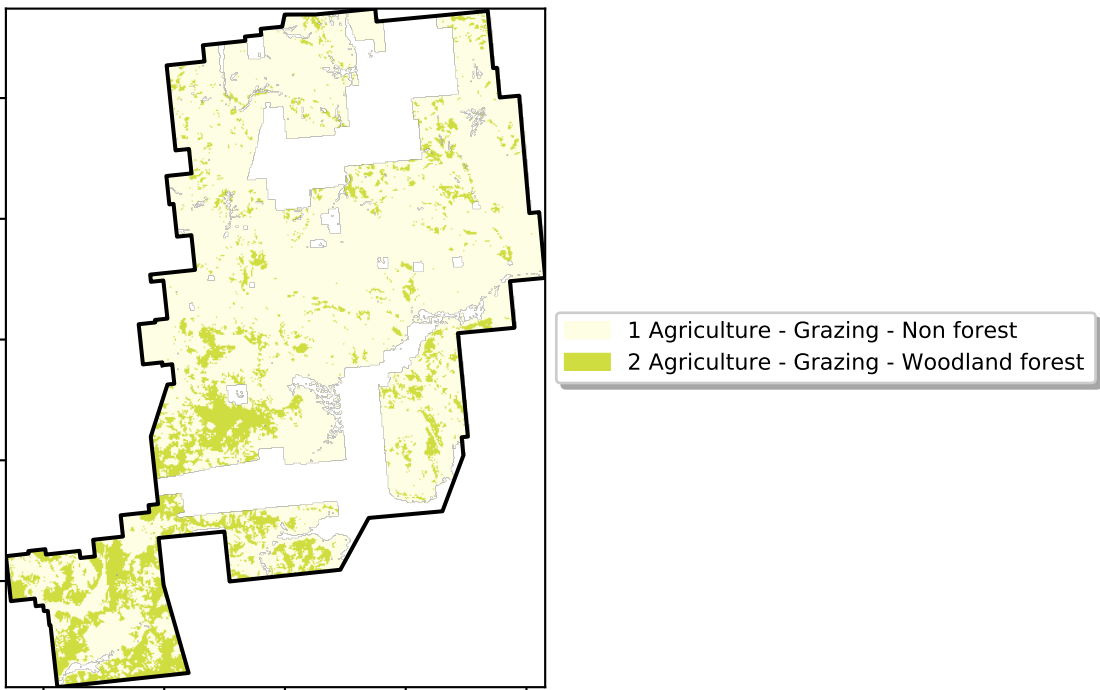 1 Agriculture - Grazing - Non forest
2 Agriculture - Grazing - Woodland forest